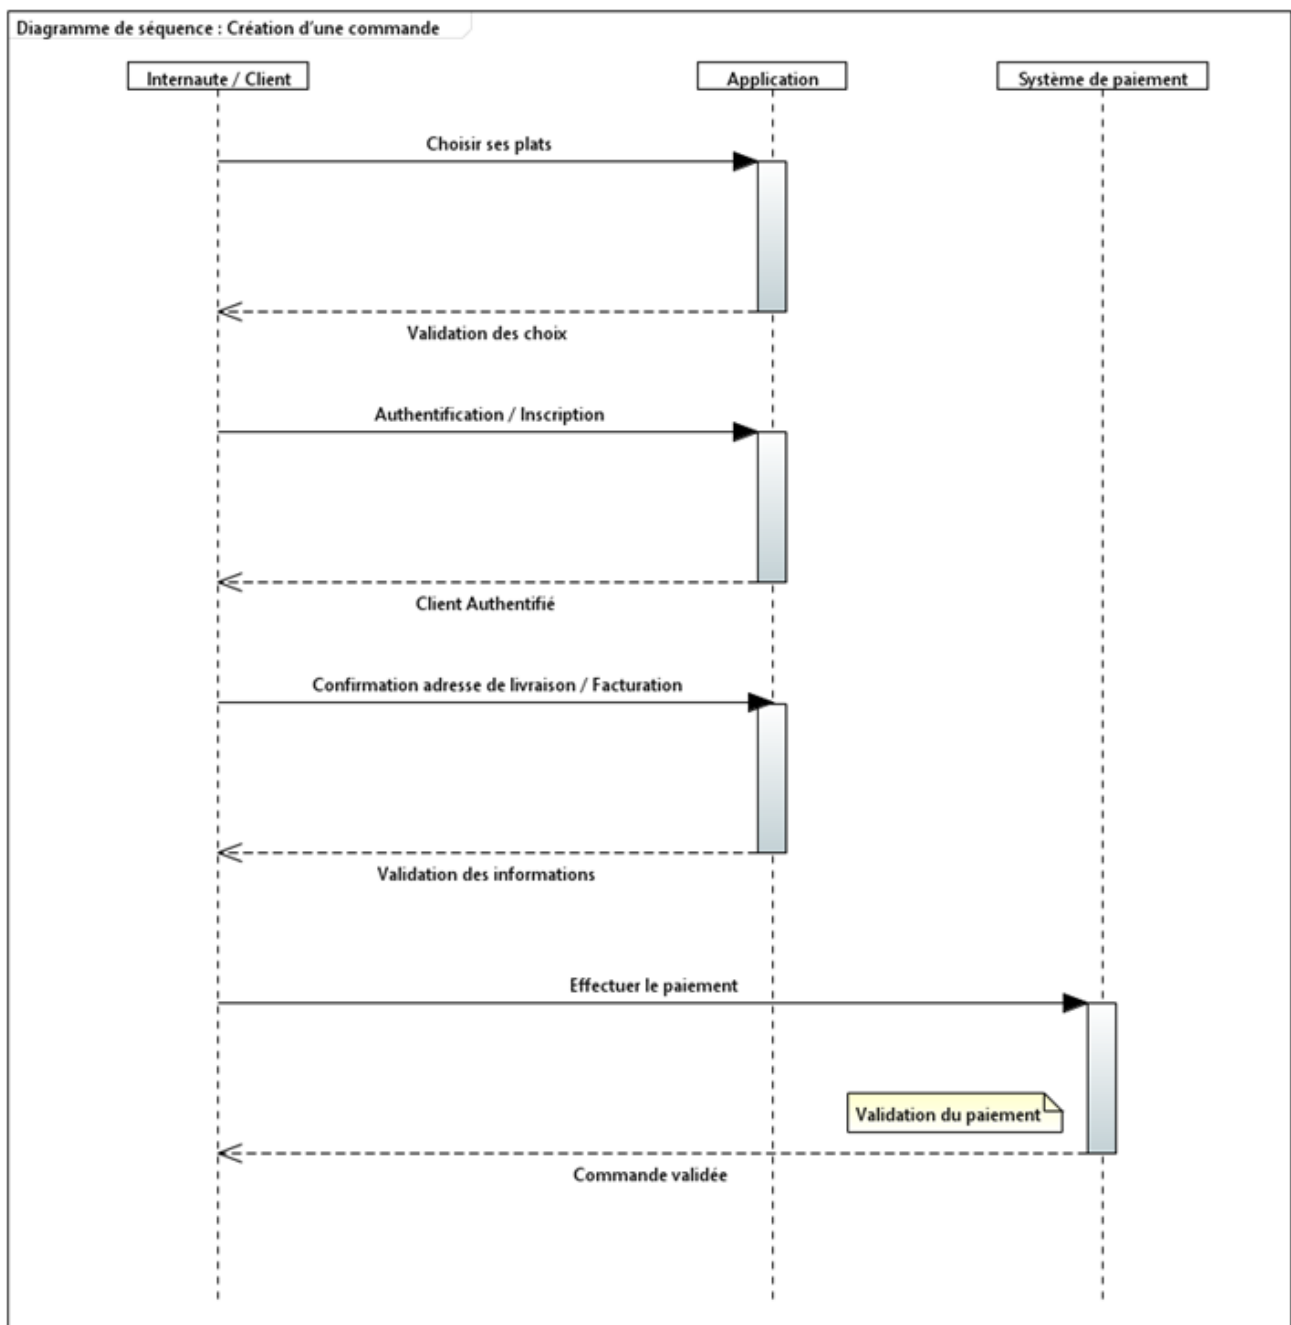 Diagramme de séquence : Création d’une commande
Internaute / Client
Application
Système de paiement
Choisir ses plats
Validation des choix
Authentification / Inscription
Client Authentifié
Confirmation adresse de livraison / Facturation
Validation des informations
Effectuer le paiement
Validation du paiement
Commande validée